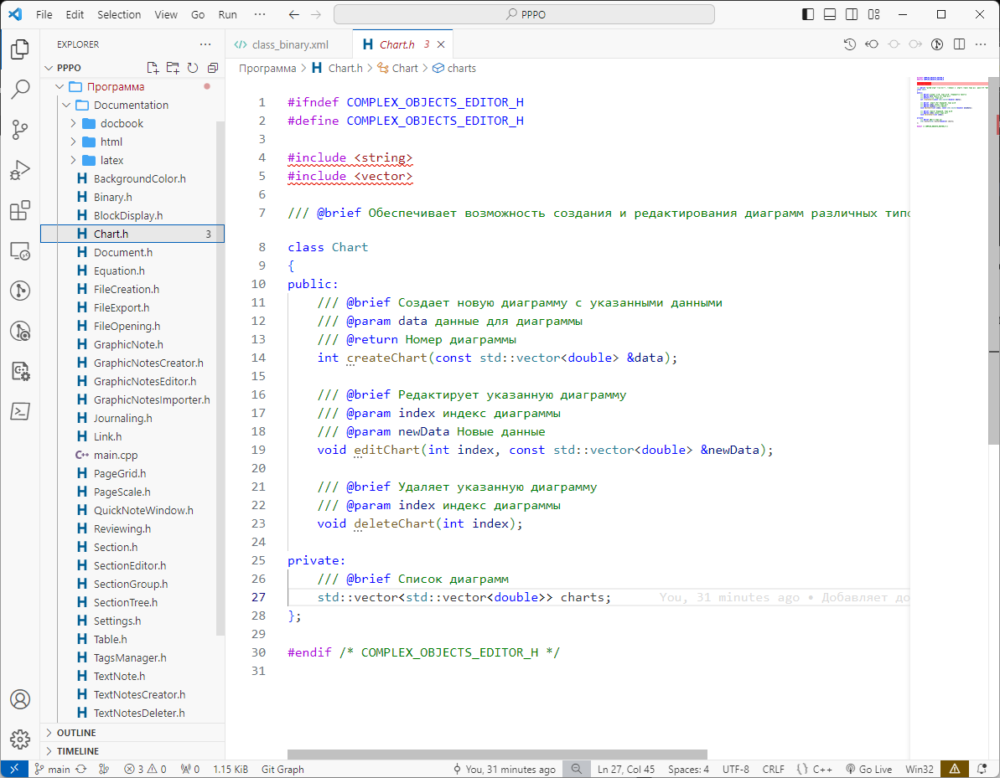 File Edit Selection View Go Run ··· PPPO
EXPLORER ···
PPPO
Программа
Documentation
docbook
html
latex
BackgroundColor.h
Binary.h
BlockDisplay.h
Chart.h 3
Document.h
Equation.h
FileCreation.h
FileExport.h
FileOpening.h
GraphicNote.h
GraphicNotesCreator.h
GraphicNotesEditor.h
GraphicNotesImporter.h
Journaling.h
Link.h
main.cpp
PageGrid.h
PageScale.h
QuickNoteWindow.h
Reviewing.h
Section.h
SectionEditor.h
SectionGroup.h
SectionTree.h
Settings.h
Table.h
TagsManager.h
TextNote.h
TextNotesCreator.h
TextNotesDeleter.h
OUTLINE
TIMELINE
class_binary.xml Chart.h 3
Программа > Chart.h > Chart > charts
1 #ifndef COMPLEX_OBJECTS_EDITOR_H
2 #define COMPLEX_OBJECTS_EDITOR_H
3
4 #include <string>
5 #include <vector>
6
7 /// @brief Обеспечивает возможность создания и редактирования диаграмм различных типо
8 class Chart
9 {
10 public:
11 /// @brief Создает новую диаграмму с указанными данными
12 /// @param data данные для диаграммы
13 /// @return Номер диаграммы
14 int createChart(const std::vector<double> &data);
15
16 /// @brief Редактирует указанную диаграмму
17 /// @param index индекс диаграммы
18 /// @param newData Новые данные
19 void editChart(int index, const std::vector<double> &newData);
20
21 /// @brief Удаляет указанную диаграмму
22 /// @param index индекс диаграммы
23 void deleteChart(int index);
24
25 private:
26 /// @brief Список диаграмм
27 std::vector<std::vector<double>> charts; You, 31 minutes ago • Добавляет до
28 };
29
30 #endif /* COMPLEX_OBJECTS_EDITOR_H */
31
main 3 0 0 1.15 KiB Git Graph You, 31 minutes ago Ln 27, Col 45 Spaces: 4 UTF-8 CRLF {} C++ Go Live Win32